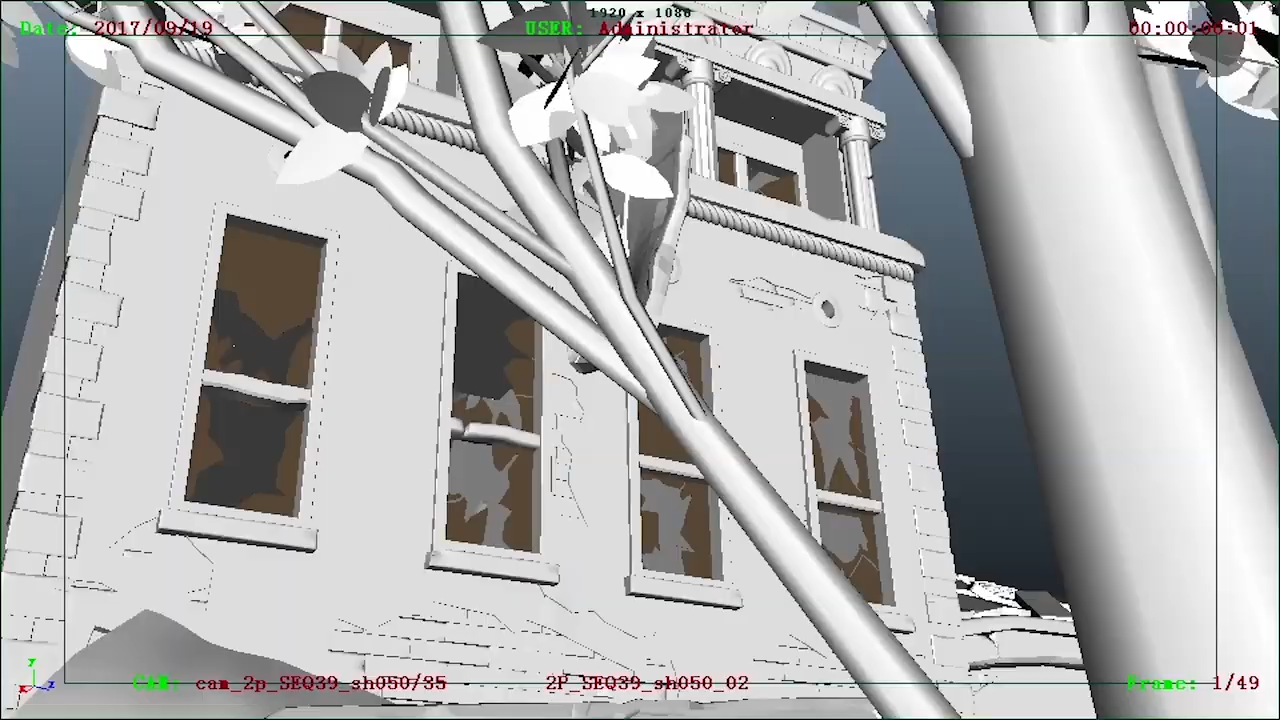 1920 x 1080
Date: 2017/09/19
USER: Administrator
00:00:00:01
CAM: cam_2p_SEQ39_sh050/35
2P_SEQ39_sh050_02
Frame: 1/49
y
x
z